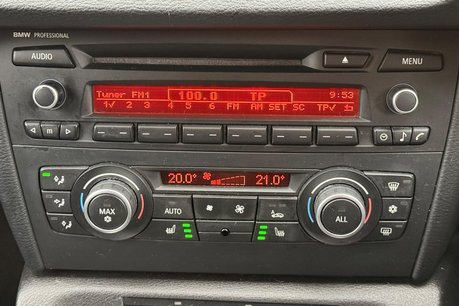 BMW PROFESSIONAL
AUDIO
MENU
Tuner FM1 100.0 TP 9:53
1√ 2 3 4 5 6 FM AM SET SC TP√
m
20.0° 21.0°
MAX
AUTO
ALL